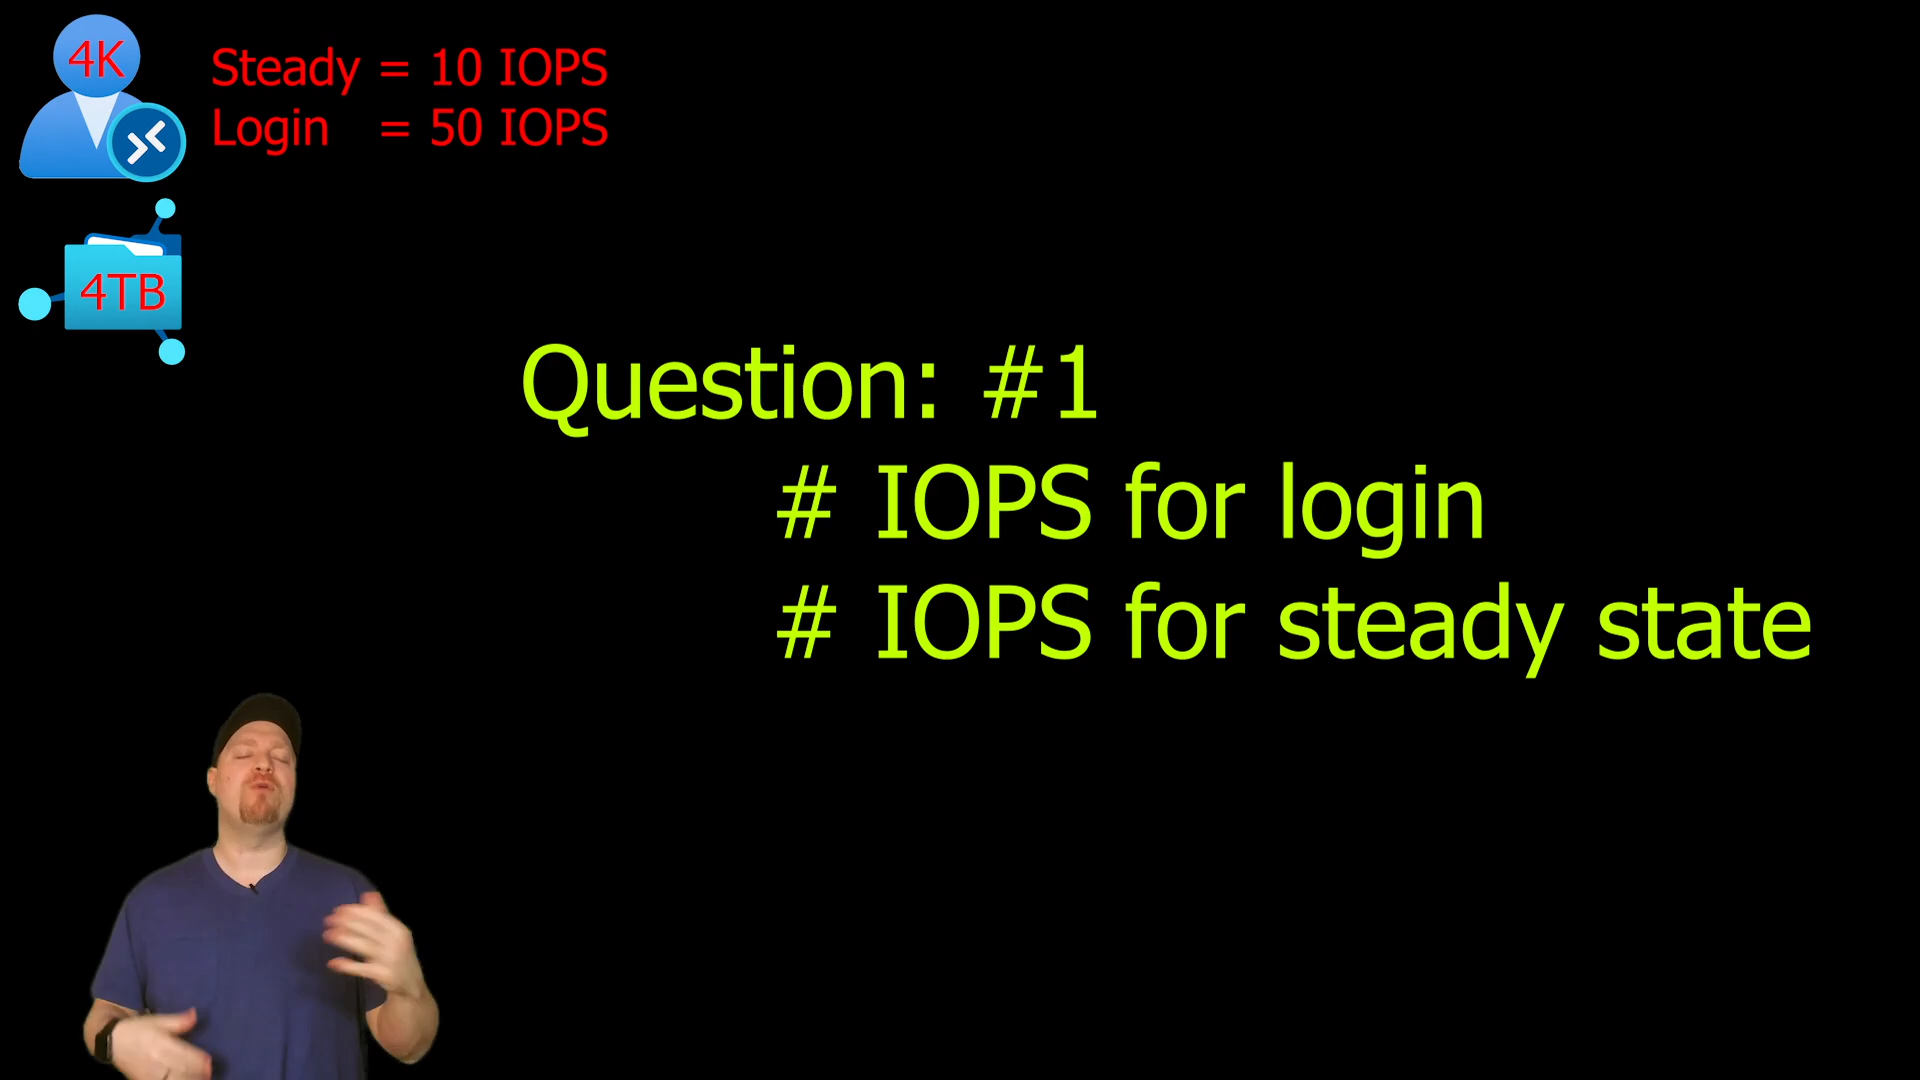 4K
Steady = 10 IOPS
Login = 50 IOPS
4TB
Question: #1
# IOPS for login
# IOPS for steady state